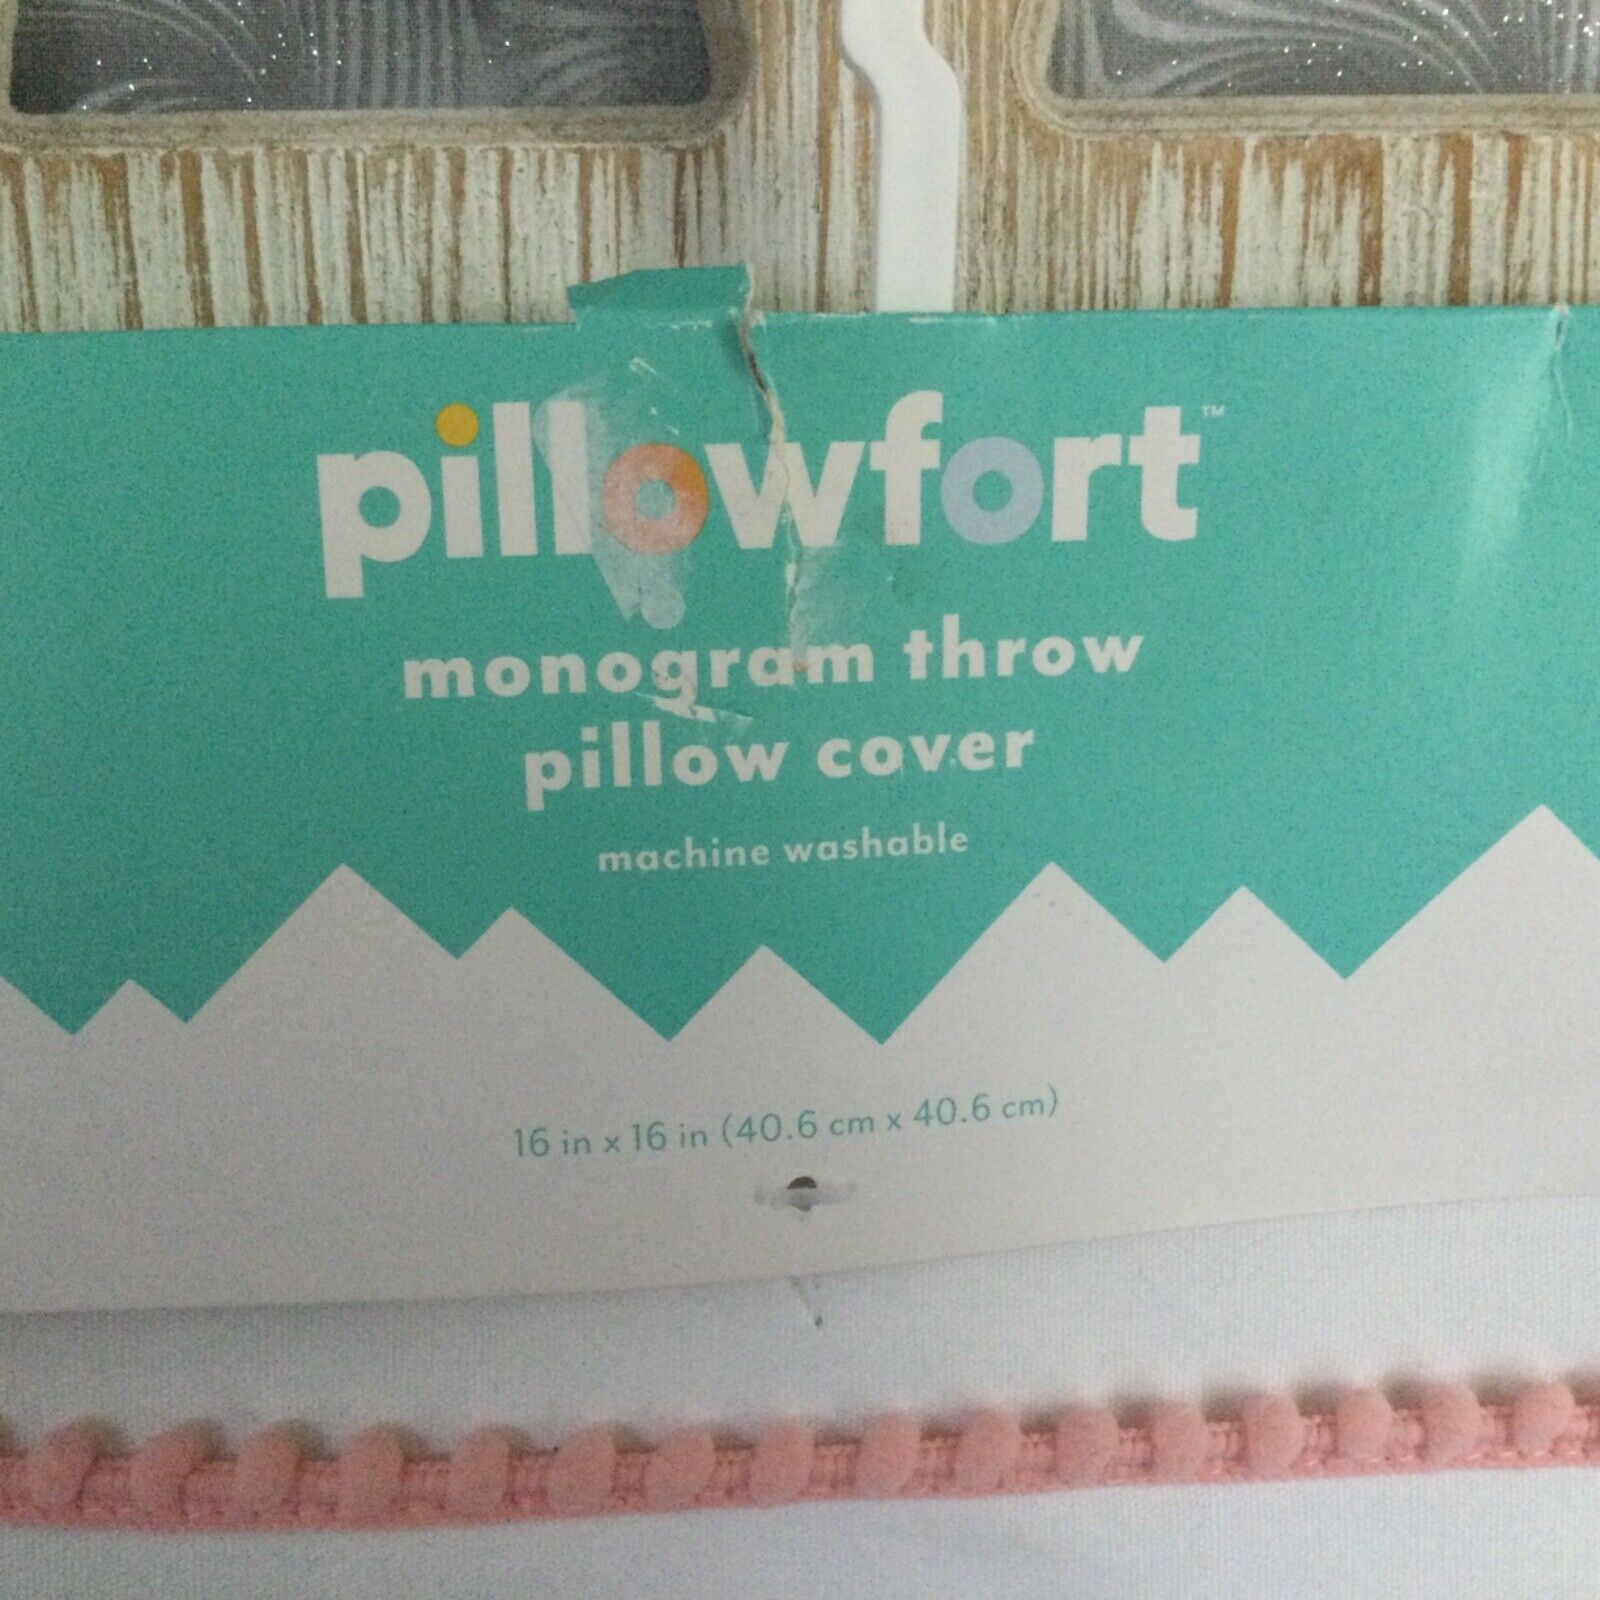 pillowfort™
monogram throw
pillow cover
machine washable
16 in x 16 in (40.6 cm x 40.6 cm)